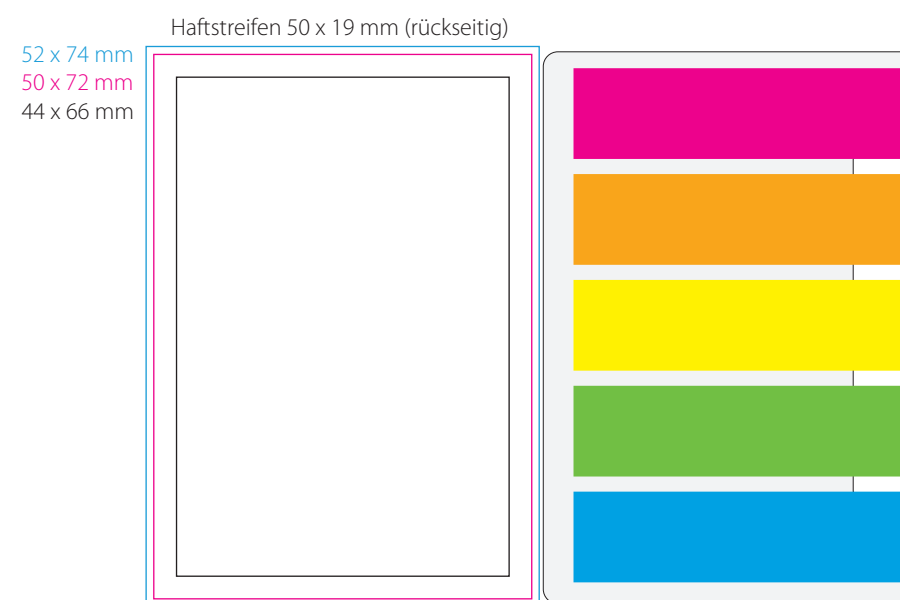 Haftstreifen 50 x 19 mm (rückseitig)
52 x 74 mm
50 x 72 mm
44 x 66 mm